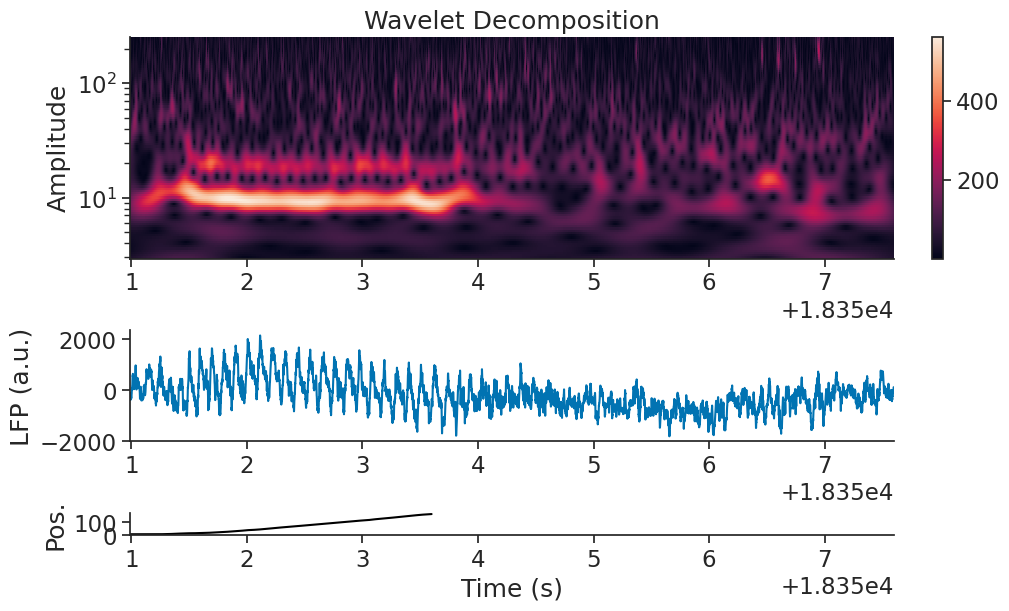 Wavelet Decomposition
Amplitude
10²
10¹
400
200
1 2 3 4 5 6 7
+1.835e4
LFP (a.u.)
2000
0
−2000
1 2 3 4 5 6 7
+1.835e4
Pos.
100
0
1 2 3 4 5 6 7
Time (s)
+1.835e4